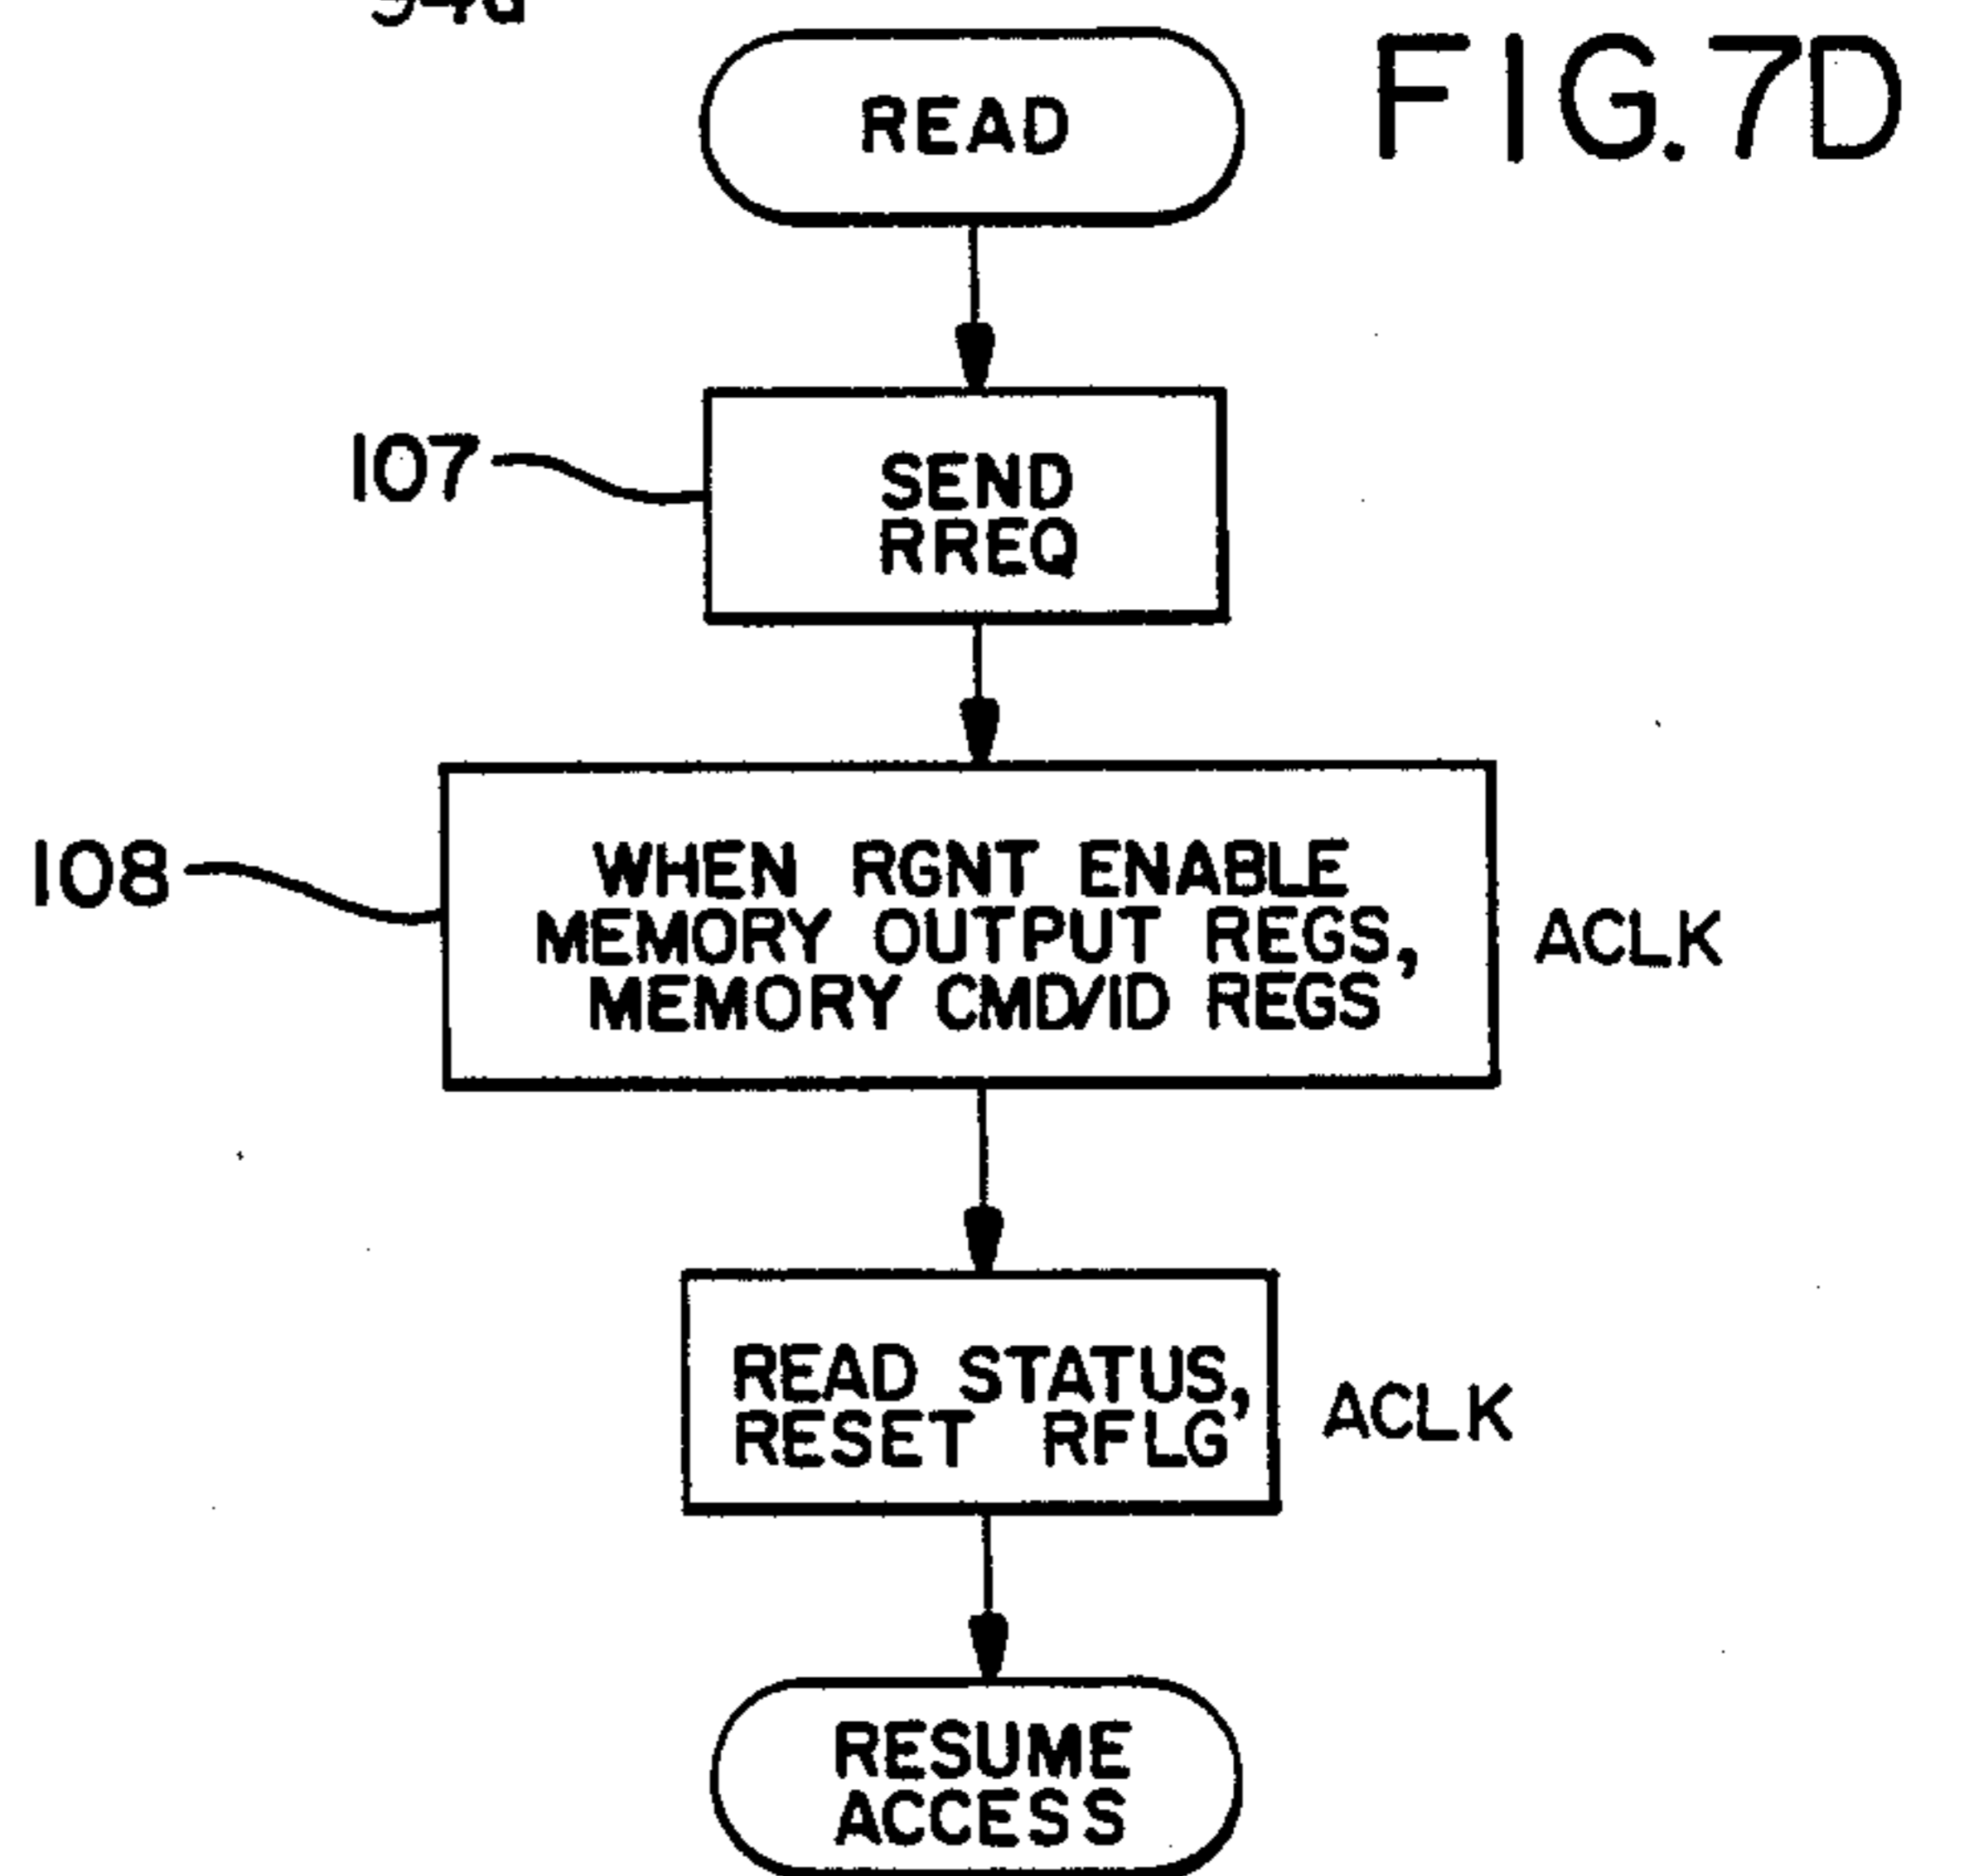 READ
FIG. 7D
107
SEND
RREQ
108
WHEN RGNT ENABLE
MEMORY OUTPUT REGS,
MEMORY CMD/ID REGS
ACLK
READ STATUS,
RESET RFLG
ACLK
RESUME
ACCESS